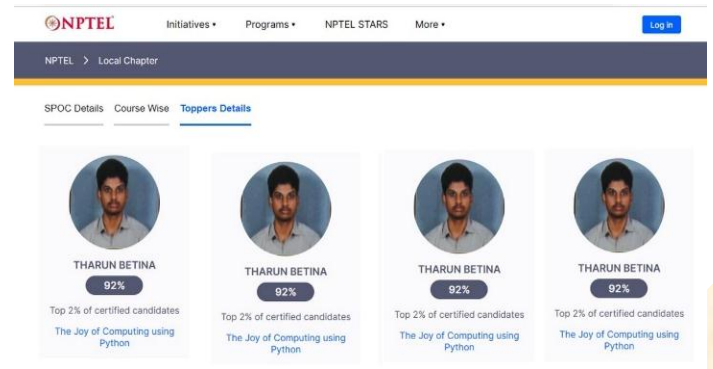 NPTEL Initiatives • Programs • NPTEL STARS More • Log in
NPTEL > Local Chapter
SPOC Details Course Wise Toppers Details
THARUN BETINA
92%
Top 2% of certified candidates
The Joy of Computing using
Python
THARUN BETINA
92%
Top 2% of certified candidates
The Joy of Computing using
Python
THARUN BETINA
92%
Top 2% of certified candidates
The Joy of Computing using
Python
THARUN BETINA
92%
Top 2% of certified candidates
The Joy of Computing using
Python